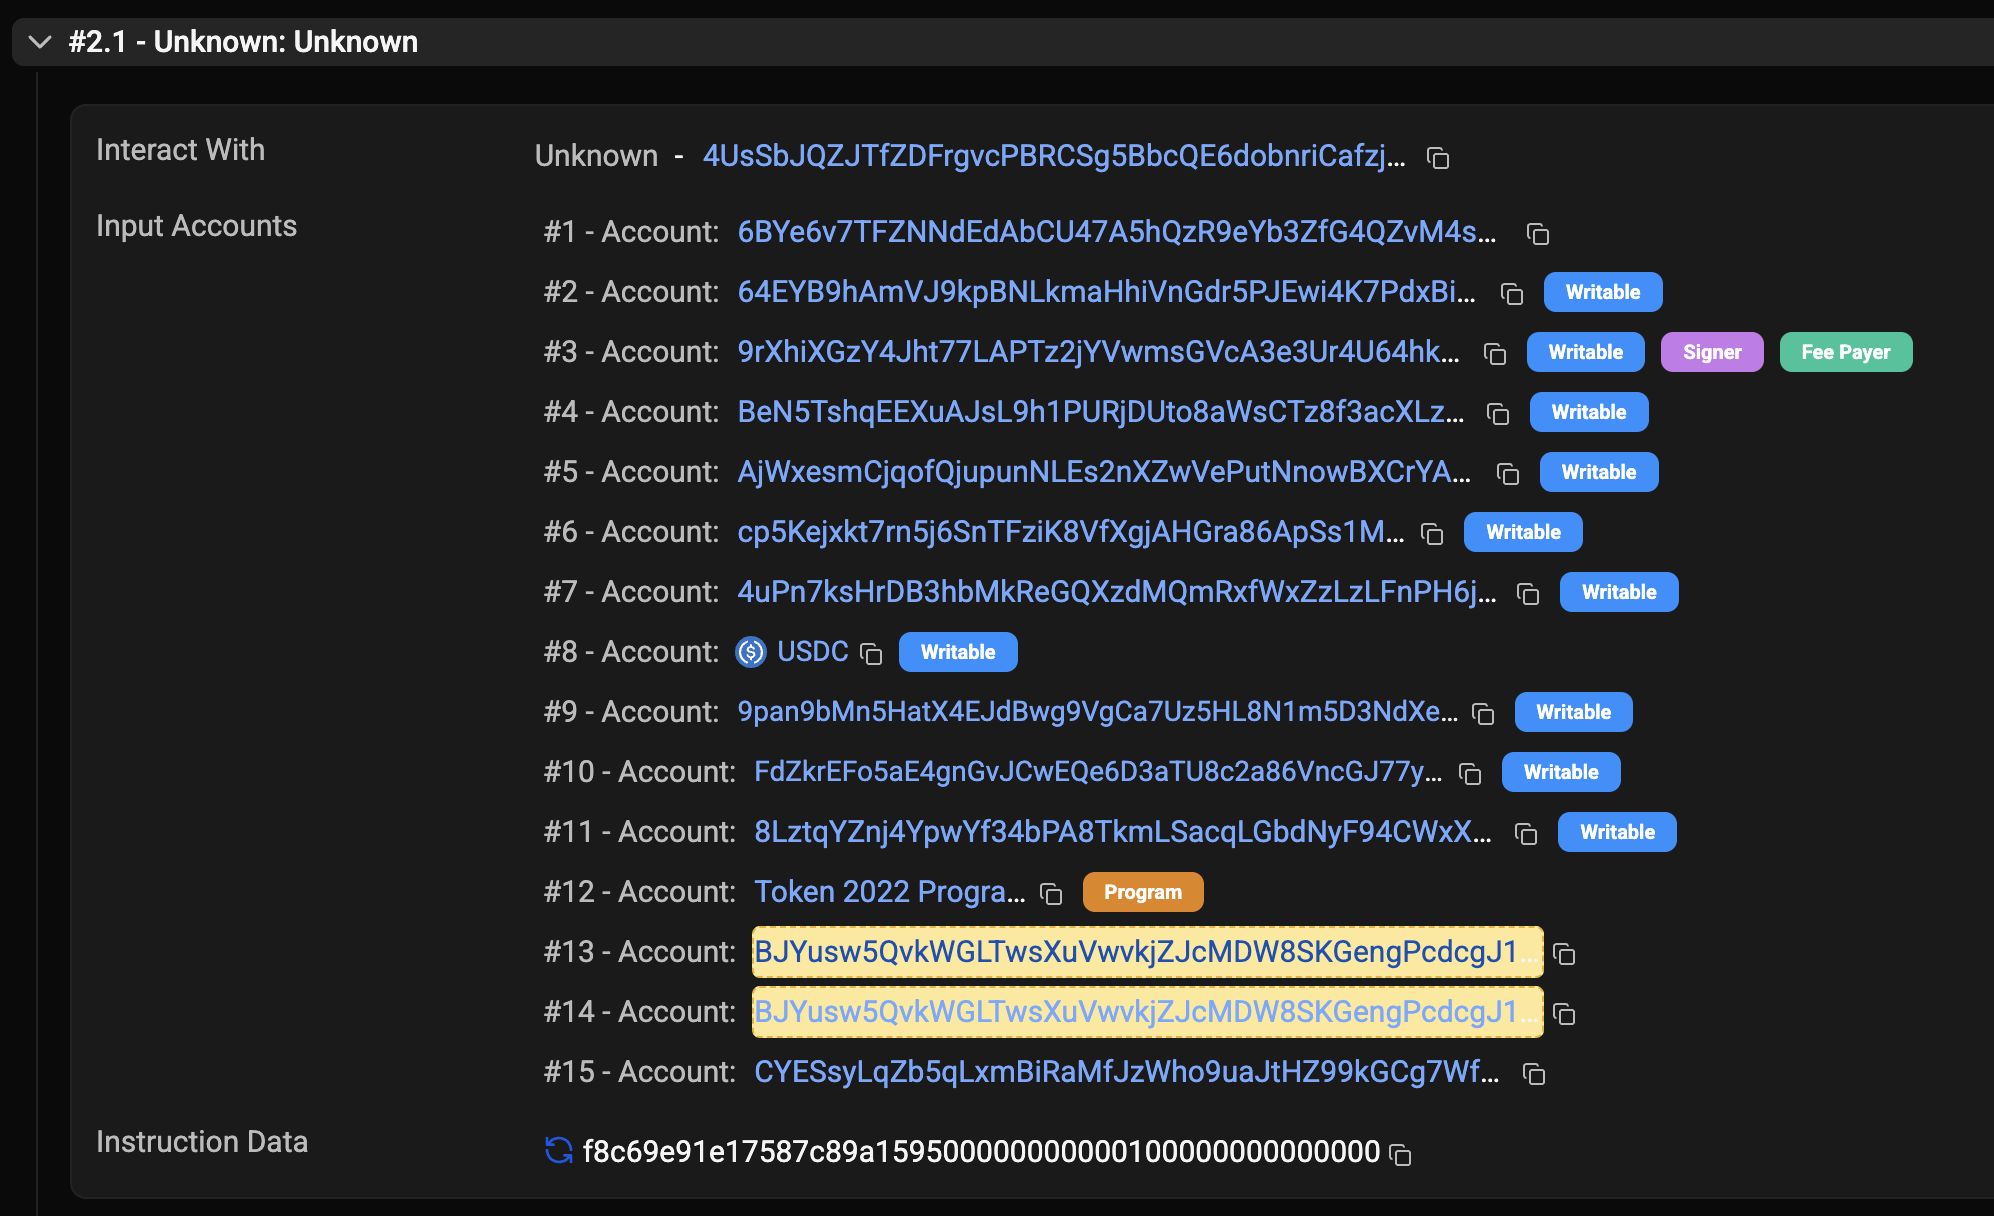 #2.1 - Unknown: Unknown
Interact With
Unknown - 4UsSbJQZJTfZDFrgvcPBRCSg5BbcQE6dobnriCafzj...
Input Accounts
#1 - Account: 6BYe6v7TFZNNdEdAbCU47A5hQzR9eYb3ZfG4QZvM4s...
#2 - Account: 64EYB9hAmVJ9kpBNLkmaHhiVnGdr5PJEwi4K7PdxBi... Writable
#3 - Account: 9rXhiXGzY4Jht77LAPTz2jYVwmsGVcA3e3Ur4U64hk... Writable Signer Fee Payer
#4 - Account: BeN5TshqEEXuAJsL9h1PURjDUto8aWsCTz8f3acXLz... Writable
#5 - Account: AjWxesmCjqofQjupunNLEs2nXZwVePutNnowBXCrYA... Writable
#6 - Account: cp5Kejxkt7rn5j6SnTFziK8VfXgjAHGra86ApSs1M... Writable
#7 - Account: 4uPn7ksHrDB3hbMkReGQXzdMQmRxfWxZzLzLFnPH6j... Writable
#8 - Account: USDC Writable
#9 - Account: 9pan9bMn5HatX4EJdBwg9VgCa7Uz5HL8N1m5D3NdXe... Writable
#10 - Account: FdZkrEFo5aE4gnGvJCwEQe6D3aTU8c2a86VncGJ77y... Writable
#11 - Account: 8LztqYZnj4YpwYf34bPA8TkmLSacqLGbdNyF94CWxX... Writable
#12 - Account: Token 2022 Progra... Program
#13 - Account: BJYusw5QvkWGLTwsXuVwvkjZJcMDW8SKGengPcdcgJ1...
#14 - Account: BJYusw5QvkWGLTwsXuVwvkjZJcMDW8SKGengPcdcgJ1...
#15 - Account: CYESsyLqZb5qLxmBiRaMfJzWho9uaJtHZ99kGCg7Wf...
Instruction Data
f8c69e91e17587c89a159500000000000100000000000000